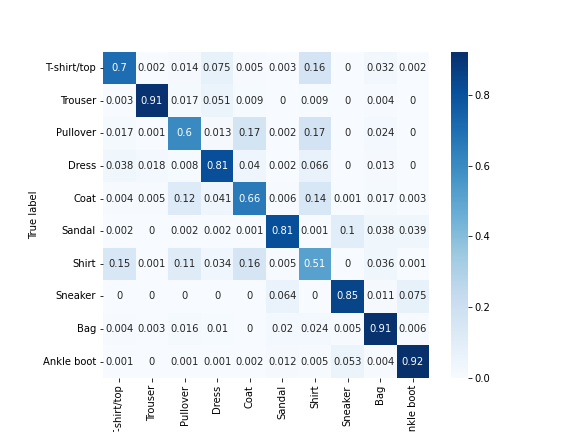 T-shirt/top 0.7 0.002 0.014 0.075 0.005 0.003 0.16 0 0.032 0.002
Trouser 0.003 0.91 0.017 0.051 0.009 0 0.009 0 0.004 0
Pullover 0.017 0.001 0.6 0.013 0.17 0.002 0.17 0 0.024 0
Dress 0.038 0.018 0.008 0.81 0.04 0.002 0.066 0 0.013 0
Coat 0.004 0.005 0.12 0.041 0.66 0.006 0.14 0.001 0.017 0.003
Sandal 0.002 0 0.002 0.002 0.001 0.81 0.001 0.1 0.038 0.039
Shirt 0.15 0.001 0.11 0.034 0.16 0.005 0.51 0 0.036 0.001
Sneaker 0 0 0 0 0 0.064 0 0.85 0.011 0.075
Bag 0.004 0.003 0.016 0.01 0 0.02 0.024 0.005 0.91 0.006
Ankle boot 0.001 0 0.001 0.001 0.002 0.012 0.005 0.053 0.004 0.92
True label
-shirt/top
Trouser
Pullover
Dress
Coat
Sandal
Shirt
Sneaker
Bag
nkle boot
0.8
0.6
0.4
0.2
0.0